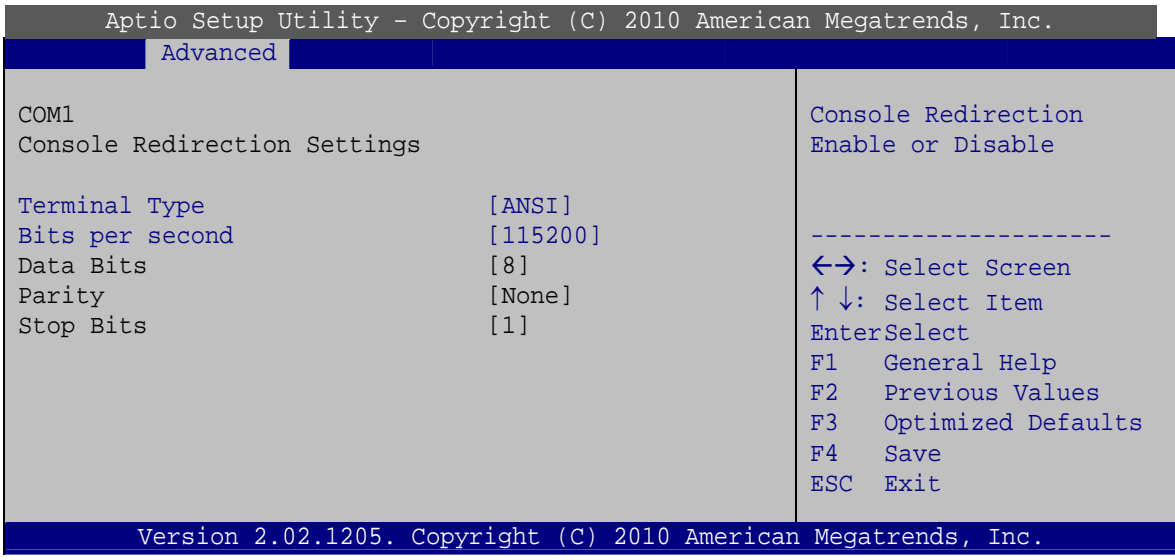 Aptio Setup Utility – Copyright (C) 2010 American Megatrends, Inc.
Advanced
COM1
Console Redirection Settings
Terminal Type [ANSI]
Bits per second [115200]
Data Bits [8]
Parity [None]
Stop Bits [1]
Console Redirection
Enable or Disable
---------------------
←→: Select Screen
↑ ↓: Select Item
EnterSelect
F1 General Help
F2 Previous Values
F3 Optimized Defaults
F4 Save
ESC Exit
Version 2.02.1205. Copyright (C) 2010 American Megatrends, Inc.